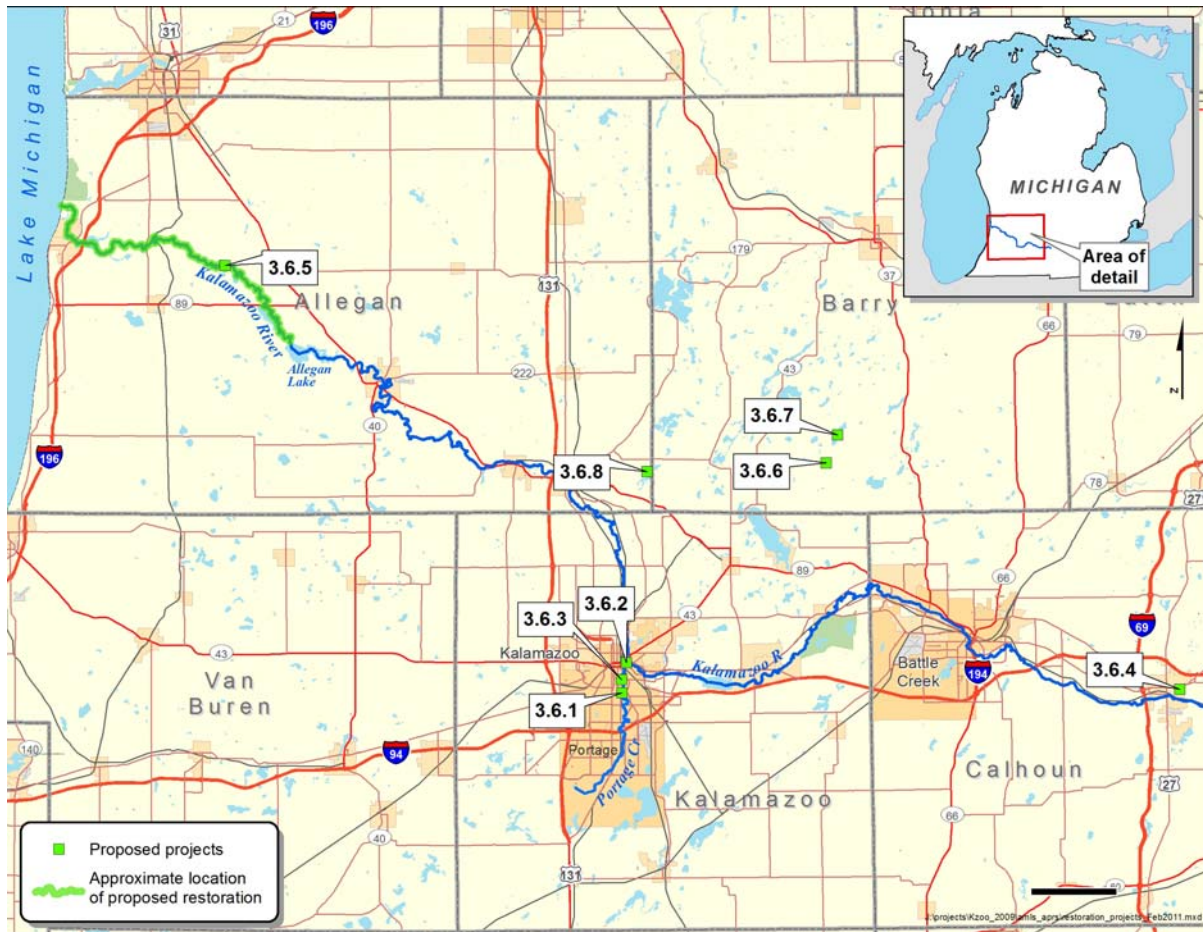 31
21
196
Ionia
Lake Michigan
MICHIGAN
Area of
detail
3.6.5
Kalamazoo River
Allegan
89
Allegan
Lake
131
179
Barry
37
43
66
Eaton
79
222
40
3.6.7
3.6.6
3.6.8
196
N
78
27
43
Van
Buren
3.6.3
3.6.2
Kalamazoo
3.6.1
43
89
Kalamazoo R
Battle
Creek
66
194
69
3.6.4
140
94
Portage
Portage Cr
Kalamazoo
Calhoun
27
40
131
66
60
Proposed projects
Approximate location
of proposed restoration